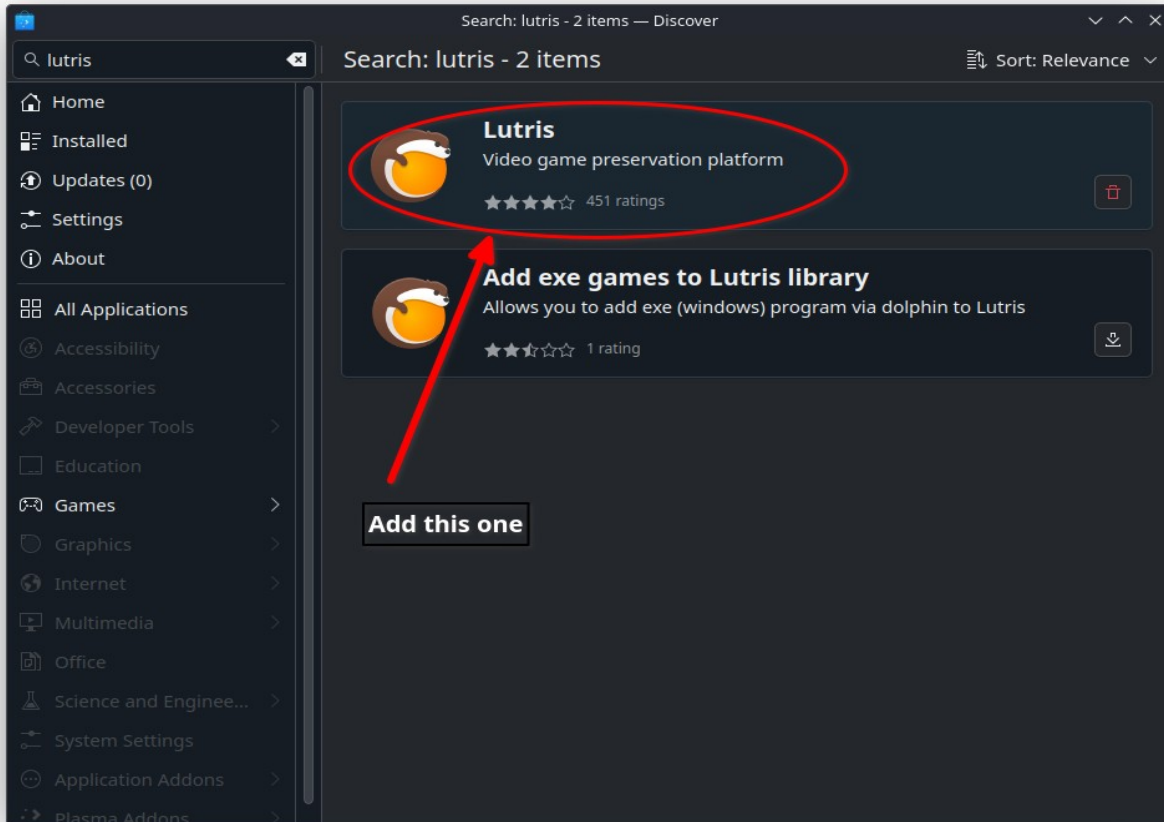 Search: lutris - 2 items — Discover
lutris
Search: lutris - 2 items
Sort: Relevance
Home
Installed
Updates (0)
Settings
About
All Applications
Accessibility
Accessories
Developer Tools
Education
Games
Graphics
Internet
Multimedia
Office
Science and Enginee...
System Settings
Application Addons
Plasma Addons
Lutris
Video game preservation platform
451 ratings
Add exe games to Lutris library
Allows you to add exe (windows) program via dolphin to Lutris
1 rating
Add this one